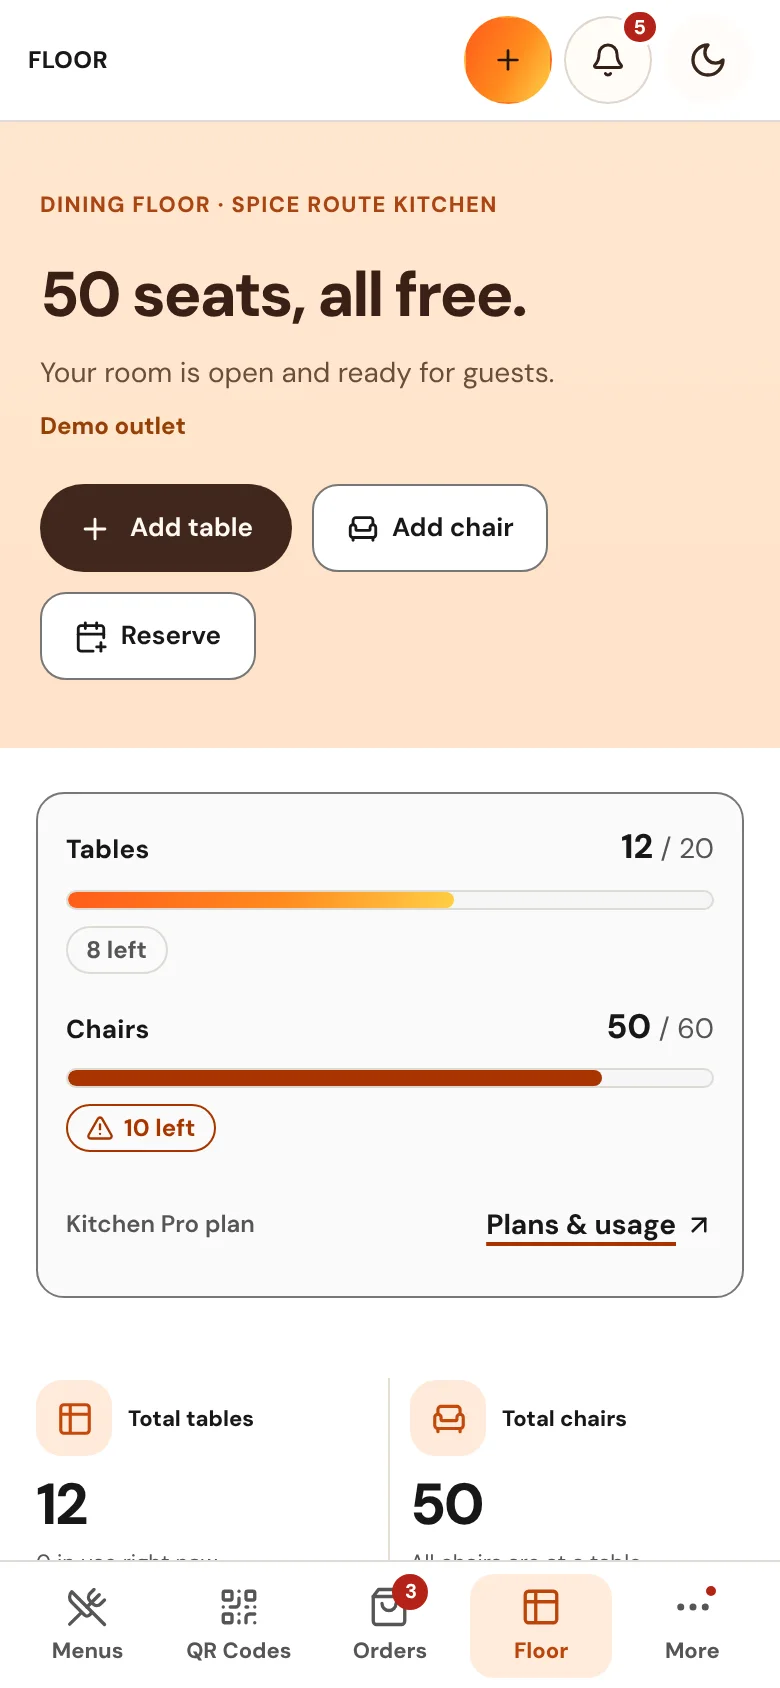 FLOOR
5
DINING FLOOR · SPICE ROUTE KITCHEN
50 seats, all free.
Your room is open and ready for guests.
Demo outlet
Add table
Add chair
Reserve
Tables
12 / 20
8 left
Chairs
50 / 60
10 left
Kitchen Pro plan
Plans & usage
Total tables
12
Total chairs
50
Menus
QR Codes
3
Orders
Floor
More